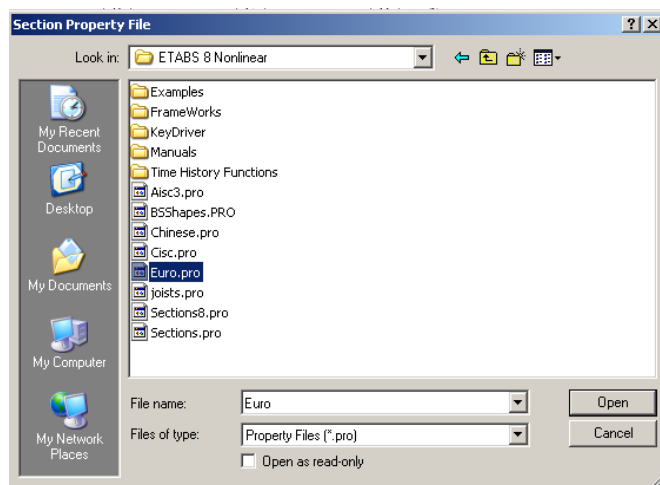 Section Property File
Look in: ETABS 8 Nonlinear
My Recent
Documents
Desktop
My Documents
My Computer
My Network
Places
Examples
FrameWorks
KeyDriver
Manuals
Time History Functions
Aisc3.pro
BSShapes.PRO
Chinese.pro
Cisc.pro
Euro.pro
joists.pro
Sections8.pro
Sections.pro
File name: Euro Open
Files of type: Property Files (*.pro) Cancel
Open as read-only